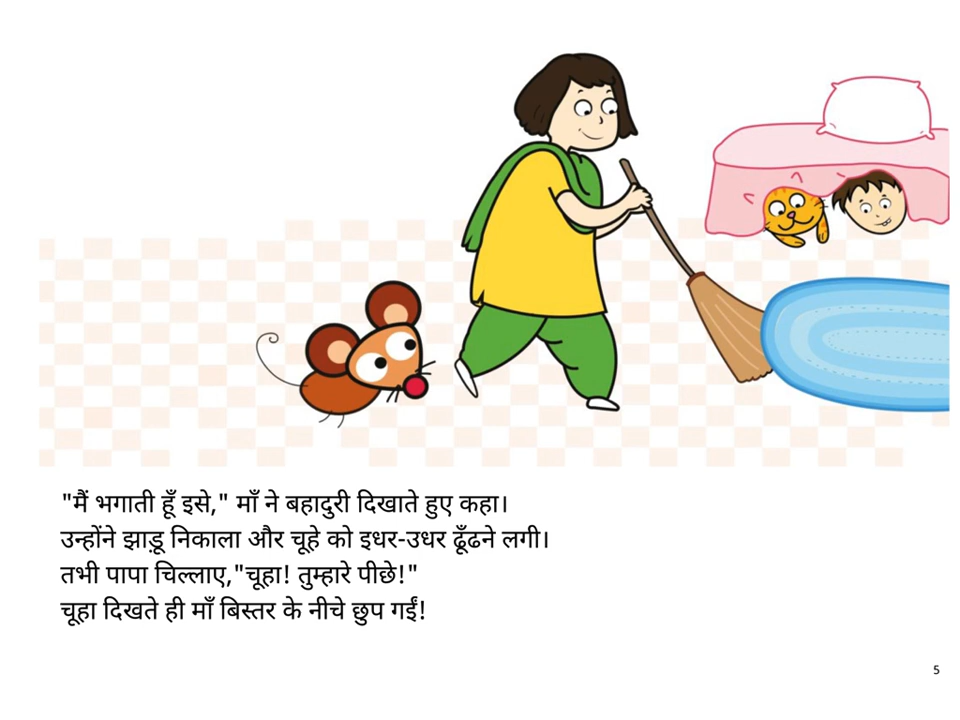 "मैं भगाती हूँ इसे," माँ ने बहादुरी दिखाते हुए कहा।
उन्होंने झाड़ू निकाला और चूहे को इधर-उधर ढूँढने लगी।
तभी पापा चिल्लाए,"चूहा! तुम्हारे पीछे!"
चूहा दिखते ही माँ बिस्तर के नीचे छुप गईं!
5